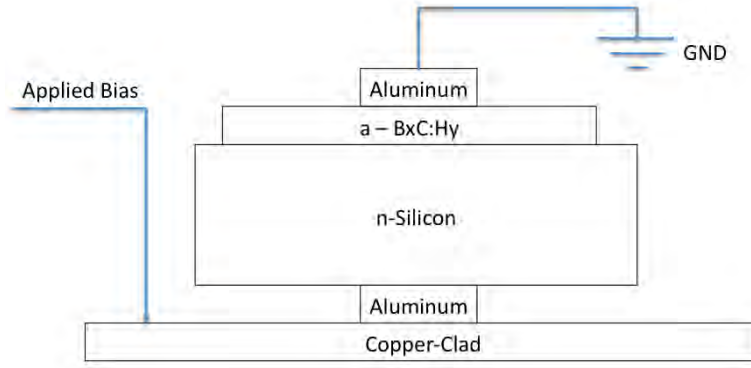 GND
Aluminum
Applied Bias
a – BxC:Hy
n-Silicon
Aluminum
Copper-Clad